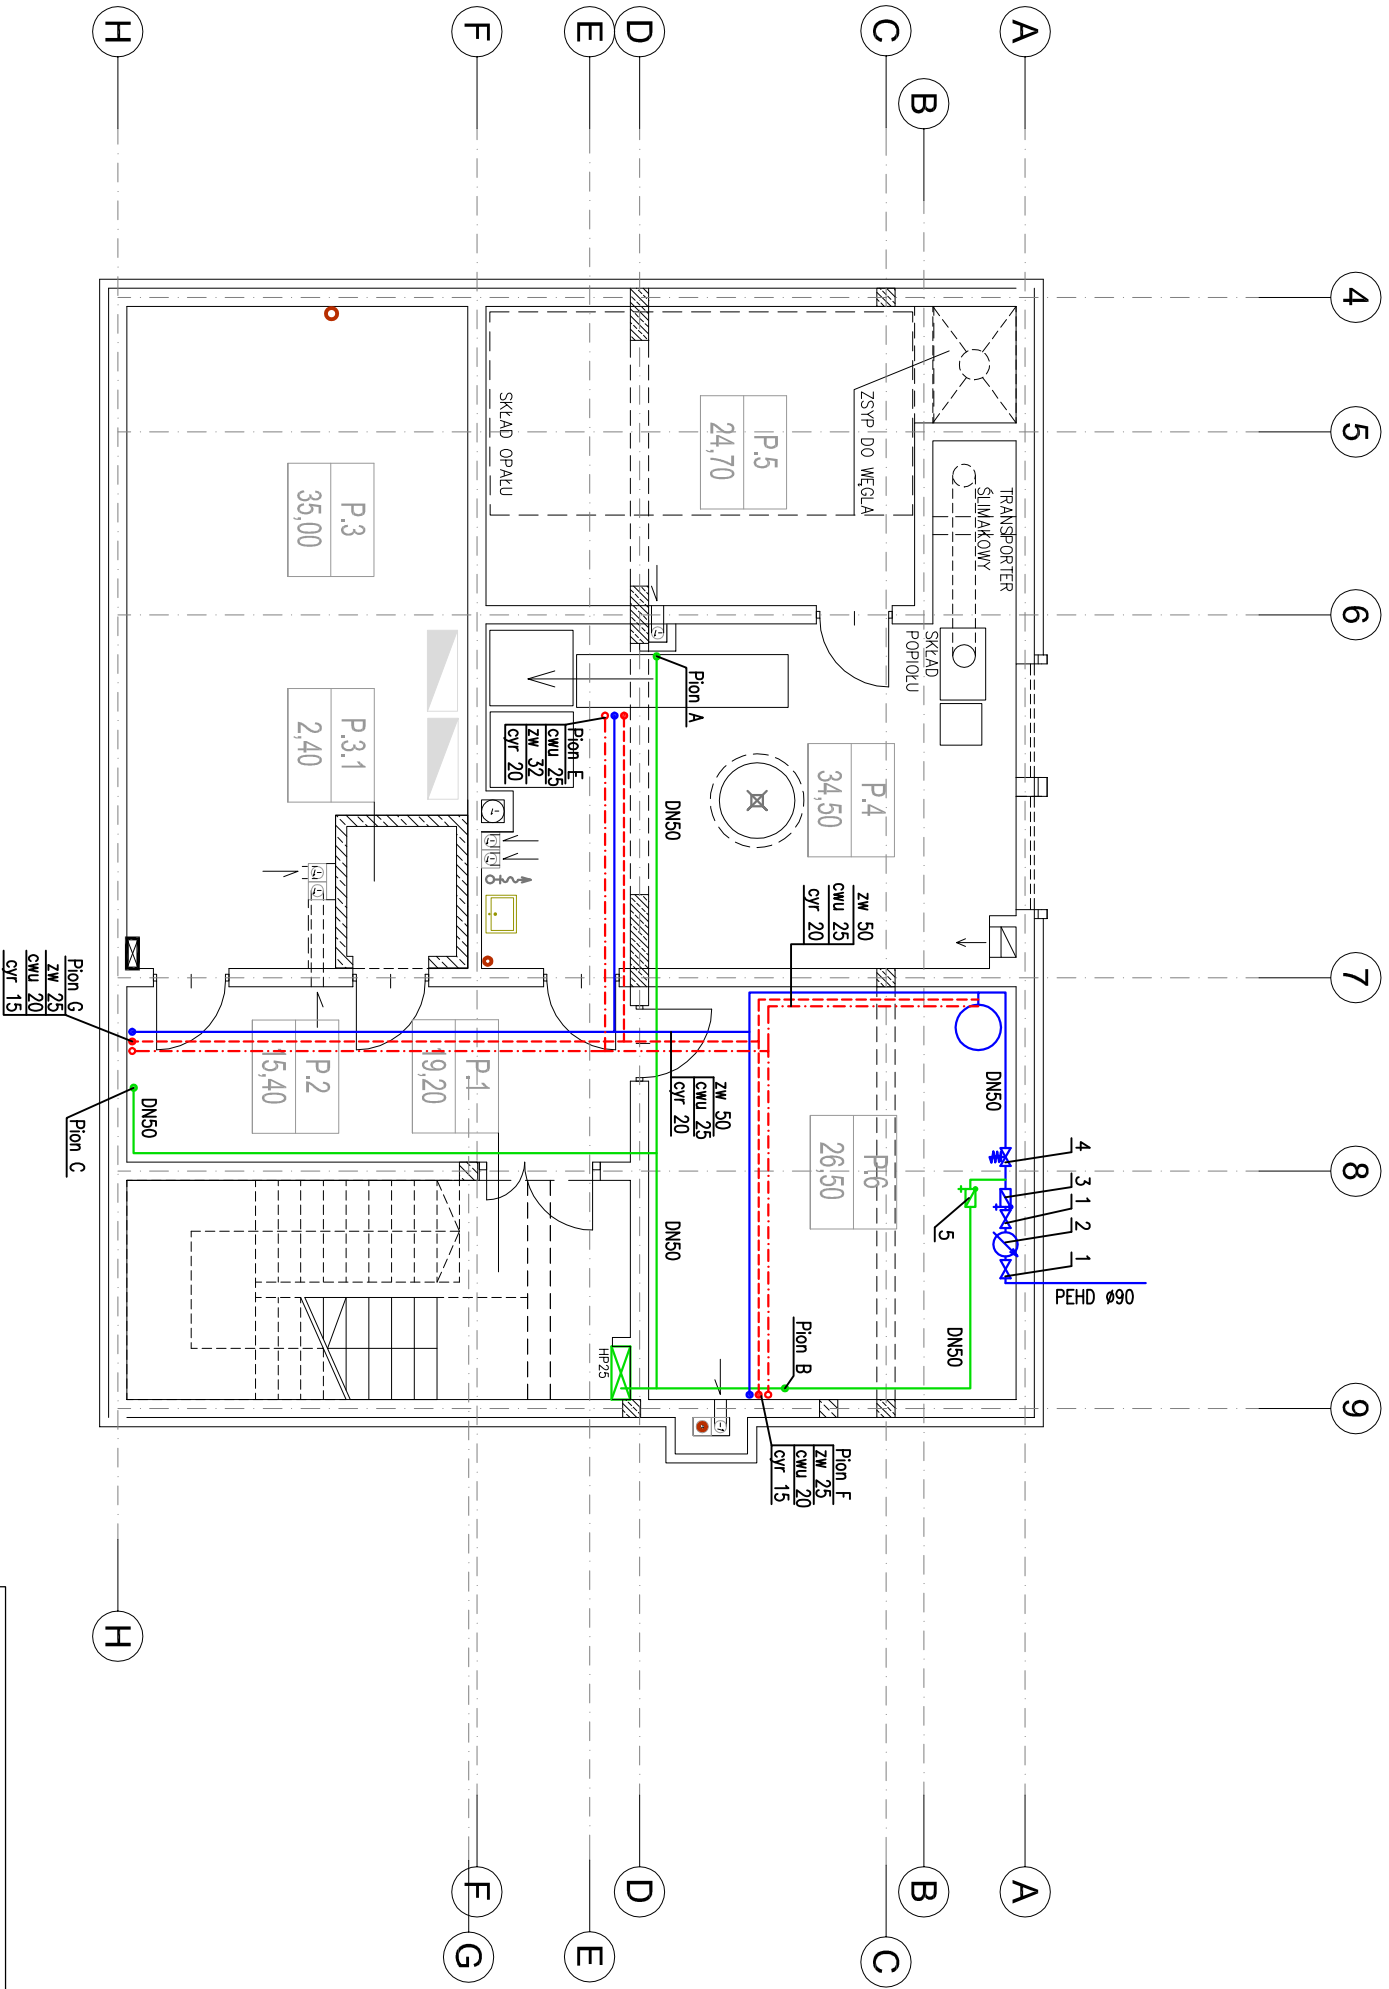 4
5
6
7
8
9
A
B
C
D
E
F
H
A
B
C
D
E
F
G
H
TRANSPORTER
ŚLIMAKOWY
ZSYP DO WĘGLA
SKŁAD
POPIOŁU
SKŁAD OPAŁU
P.5
24,70
P.4
34,50
P.3
35,00
P.3.1
2,40
P.6
26,50
P.1
19,20
P.2
15,40
Pion A
DN50
Pion E
cwu 25
zw 32
cyr 20
zw 50
cwu 25
cyr 20
zw 50
cwu 25
cyr 20
DN50
4
3
1
2
1
5
PEHD ø90
DN50
DN50
Pion B
HP25
Pion F
zw 25
cwu 20
cyr 15
Pion G
zw 25
cwu 20
cyr 15
DN50
Pion C